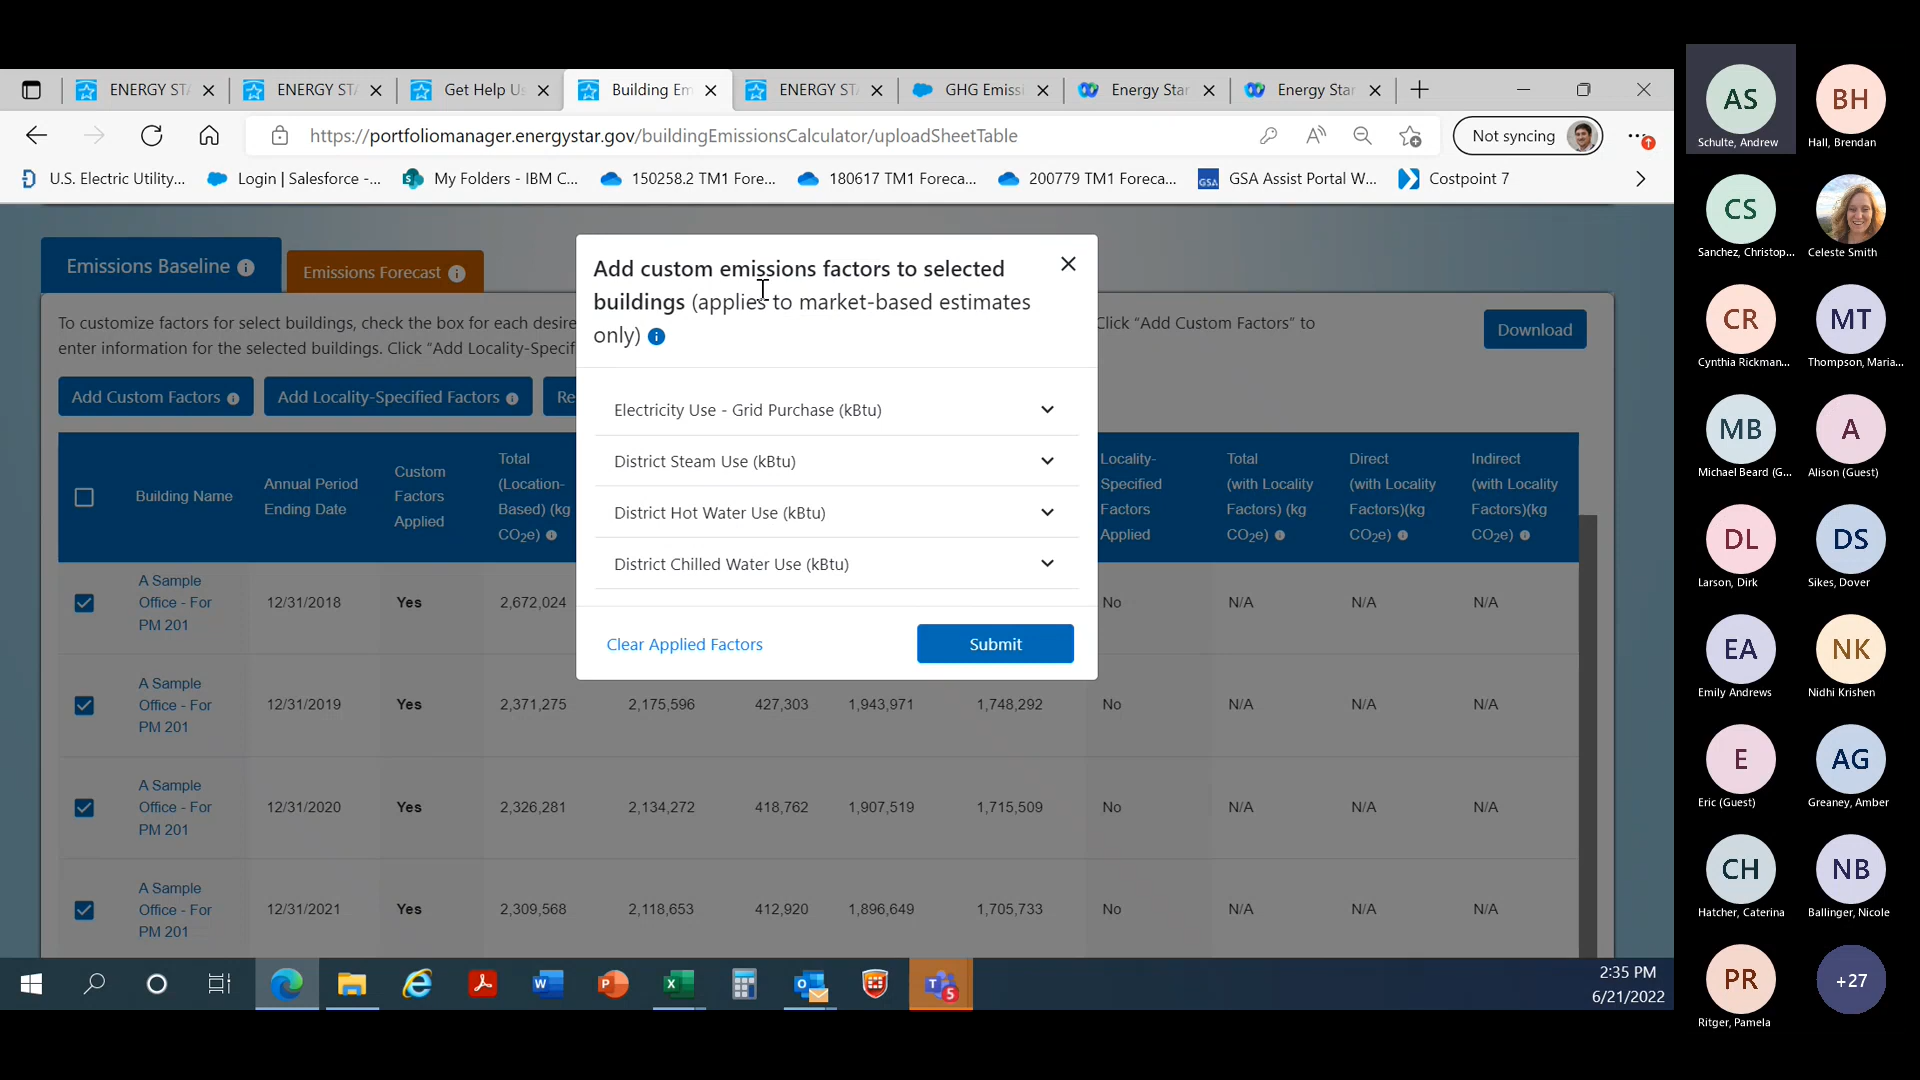 ENERGY STA
ENERGY STA
Get Help Us
Building Em
ENERGY STA
GHG Emissi
Energy Star
Energy Star
https://portfoliomanager.energystar.gov/buildingEmissionsCalculator/uploadSheetTable
Not syncing
U.S. Electric Utility...
Login | Salesforce -...
My Folders - IBM C...
150258.2 TM1 Fore...
180617 TM1 Foreca...
200779 TM1 Foreca...
GSA
GSA Assist Portal W...
Costpoint 7
Emissions Baseline
Emissions Forecast
To customize factors for select buildings, check the box for each desire
Click “Add Custom Factors” to
enter information for the selected buildings. Click “Add Locality-Specif
Download
Add Custom Factors
Add Locality-Specified Factors
Re
Add custom emissions factors to selected
buildings (applies to market-based estimates
only)
Electricity Use - Grid Purchase (kBtu)
District Steam Use (kBtu)
District Hot Water Use (kBtu)
District Chilled Water Use (kBtu)
Clear Applied Factors
Submit
Building Name
Annual Period
Ending Date
Custom
Factors
Applied
Total
(Location-
Based) (kg
CO2e)
Locality-
Specified
Factors
Applied
Total
(with Locality
Factors) (kg
CO2e)
Direct
(with Locality
Factors)(kg
CO2e)
Indirect
(with Locality
Factors)(kg
CO2e)
A Sample
Office - For
PM 201
12/31/2018
Yes
2,672,024
No
N/A
N/A
N/A
A Sample
Office - For
PM 201
12/31/2019
Yes
2,371,275
2,175,596
427,303
1,943,971
1,748,292
No
N/A
N/A
N/A
A Sample
Office - For
PM 201
12/31/2020
Yes
2,326,281
2,134,272
418,762
1,907,519
1,715,509
No
N/A
N/A
N/A
A Sample
Office - For
PM 201
12/31/2021
Yes
2,309,568
2,118,653
412,920
1,896,649
1,705,733
No
N/A
N/A
N/A
5
2:35 PM
6/21/2022
AS
Schulte, Andrew
BH
Hall, Brendan
CS
Sanchez, Christop...
Celeste Smith
CR
Cynthia Rickman...
MT
Thompson, Maria...
MB
Michael Beard (G...
A
Alison (Guest)
DL
Larson, Dirk
DS
Sikes, Dover
EA
Emily Andrews
NK
Nidhi Krishen
E
Eric (Guest)
AG
Greaney, Amber
CH
Hatcher, Caterina
NB
Ballinger, Nicole
PR
Ritger, Pamela
+27